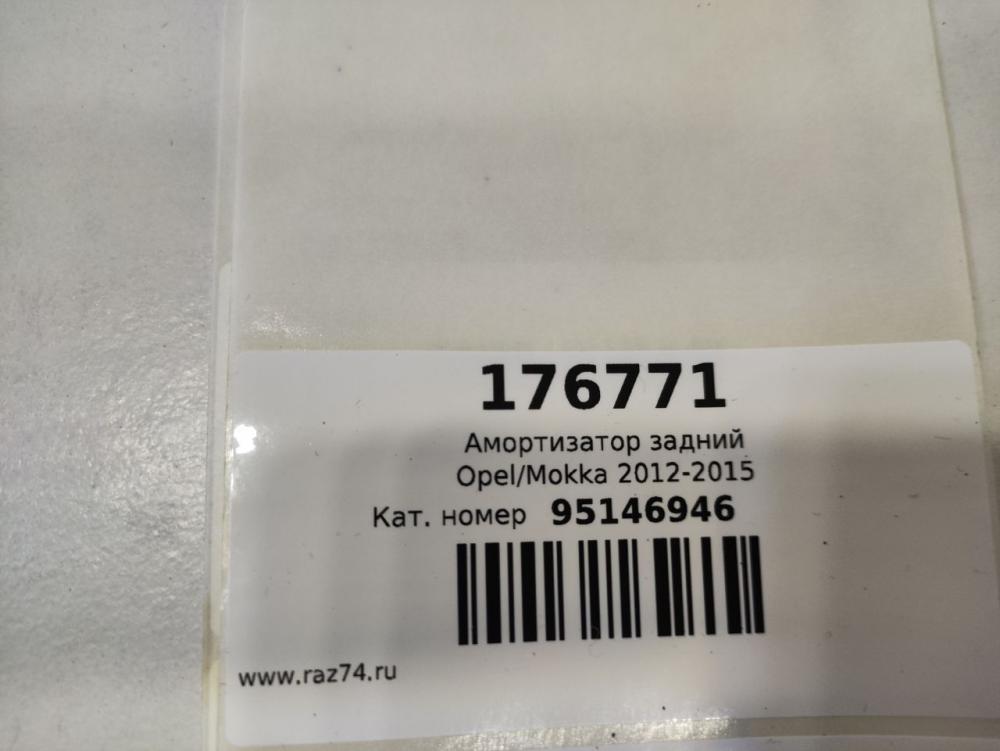 176771
Амортизатор задний
Opel/Mokka 2012-2015
Кат. номер 95146946
www.raz74.ru